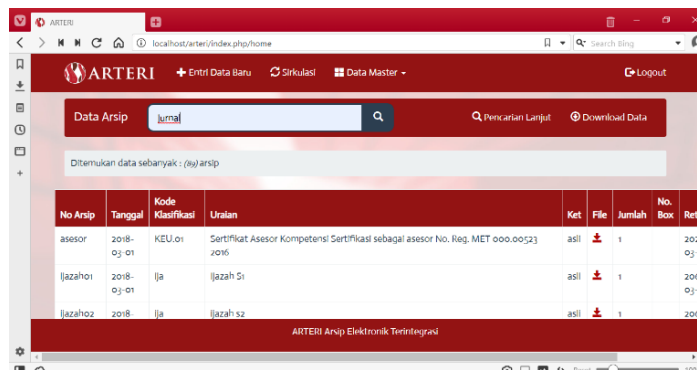 ARTERI
localhost/arteri/index.php/home
Search Bing
ARTERI
Entri Data Baru
Sirkulasi
Data Master
Logout
Data Arsip
jurnal
Pencarian Lanjut
Download Data
Ditemukan data sebanyak : (89) arsip
No Arsip Tanggal Kode Klasifikasi Uraian Ket File Jumlah No. Box Ret
asesor 2018-03-01 KEU.01 Sertifikat Asesor Kompetensi Sertifikasi sebagai asesor No. Reg. MET 000.00523 2016 asli 1
Ijazah01 2018-03-01 Ija Ijazah S1 asli 1
Ijazah02 2018- Ija Ijazah s2 asli 1
ARTERI Arsip Elektronik Terintegrasi